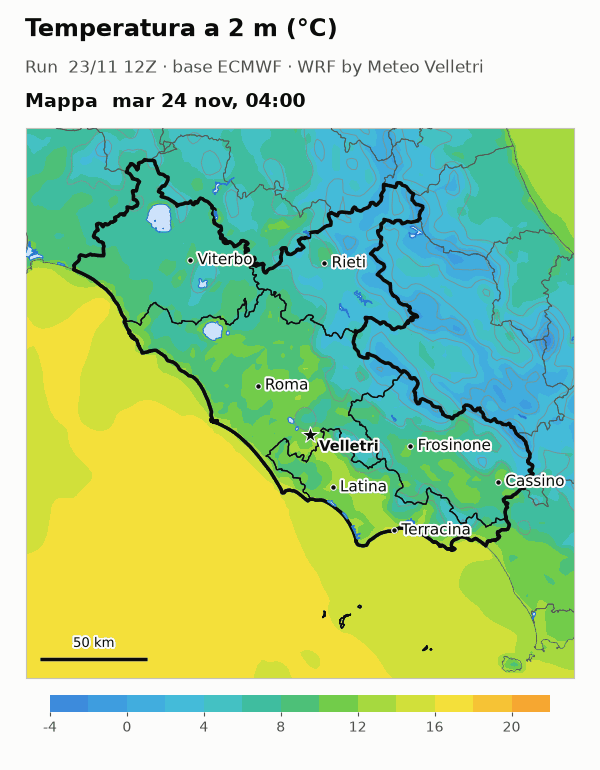 Temperatura a 2 m (°C)
Run  23/11 12Z · base ECMWF · WRF by Meteo Velletri
Mappa  mar 24 nov, 04:00
Viterbo
Rieti
Roma
Velletri
Frosinone
Latina
Cassino
Terracina
50 km
-4 0 4 8 12 16 20